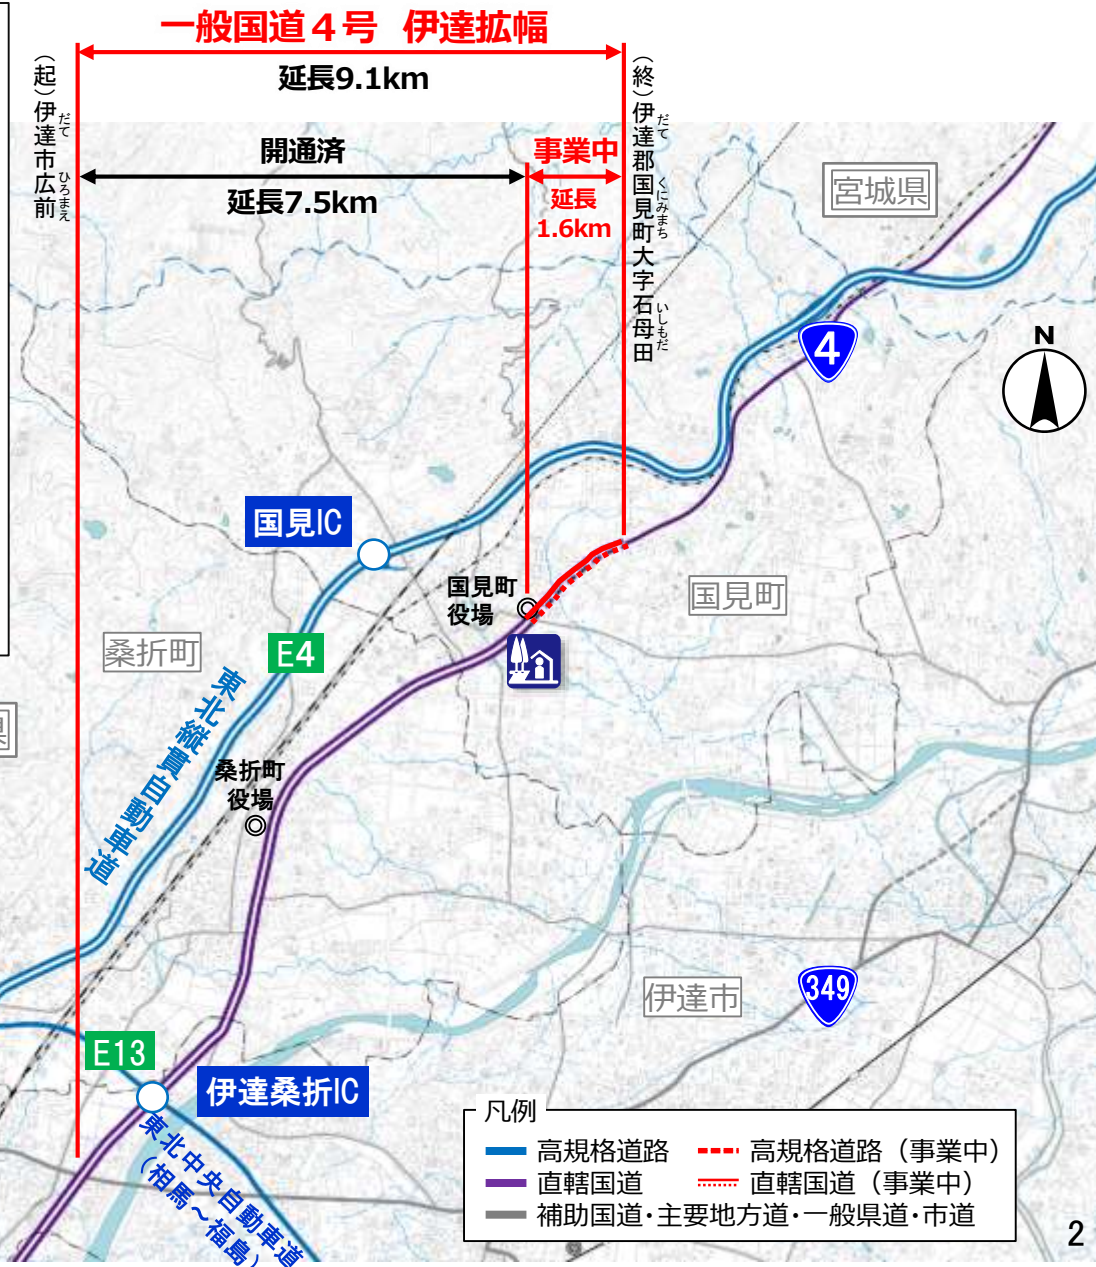 一般国道４号 伊達拡幅
延長9.1km
（起）伊達市広前
だて
ひろまえ
（終）伊達郡国見町大字石母田
だて
くにみまち
いしもだ
開通済
延長7.5km
事業中
延長
1.6km
宮城県
4
N
国見IC
国見町
役場
国見町
桑折町
E4
東北縦貫自動車道
県
桑折町
役場
伊達市
349
E13
伊達桑折IC
東北中央自動車道
（相馬～福島）
凡例
高規格道路
高規格道路（事業中）
直轄国道
直轄国道（事業中）
補助国道・主要地方道・一般県道・市道
2